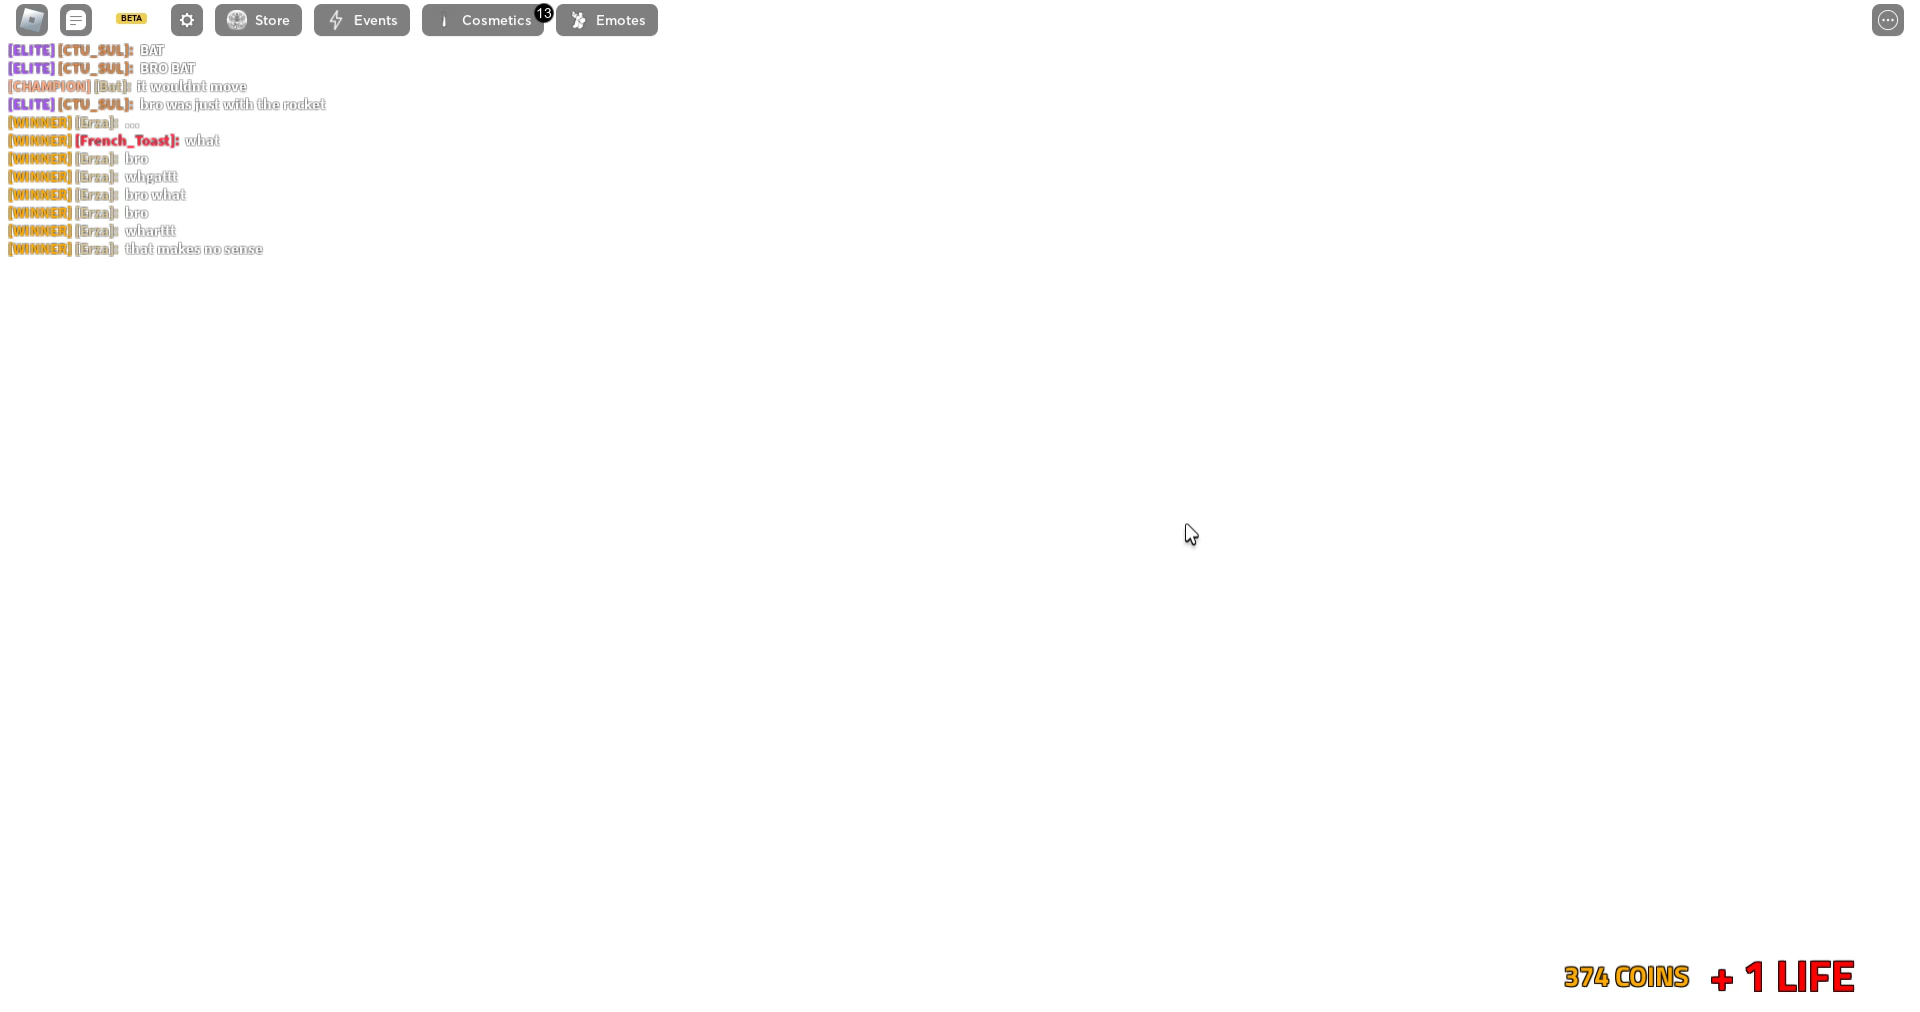 BETA
Store
Events
Cosmetics 13
Emotes
[ELITE] [CTU_SUL]: BAT
[ELITE] [CTU_SUL]: BRO BAT
[CHAMPION] [Bat]: it wouldnt move
[ELITE] [CTU_SUL]: bro was just with the rocket
[WINNER] [Erza]: ...
[WINNER] [French_Toast]: what
[WINNER] [Erza]: bro
[WINNER] [Erza]: whgattt
[WINNER] [Erza]: bro what
[WINNER] [Erza]: bro
[WINNER] [Erza]: wharttt
[WINNER] [Erza]: that makes no sense
374 COINS
+ 1 LIFE